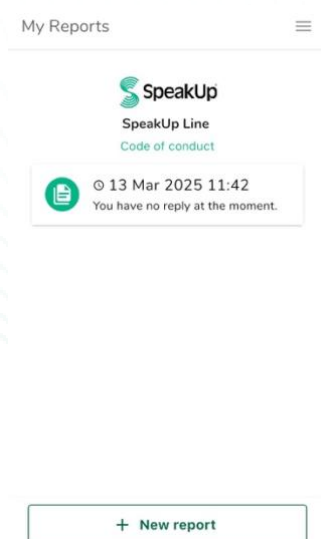 My Reports
SpeakUp
SpeakUp Line
Code of conduct
13 Mar 2025 11:42
You have no reply at the moment.
+ New report